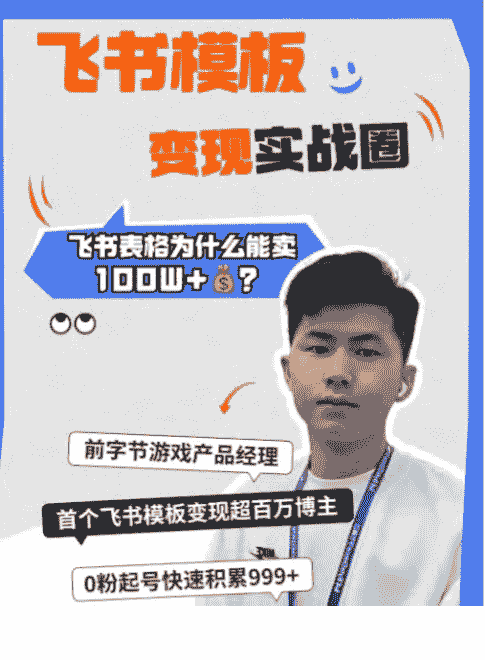 飞书模板
变现实战圈
飞书表格为什么能卖
100W+💰?
前字节游戏产品经理
首个飞书模板变现超百万博主
0粉起号快速积累999+